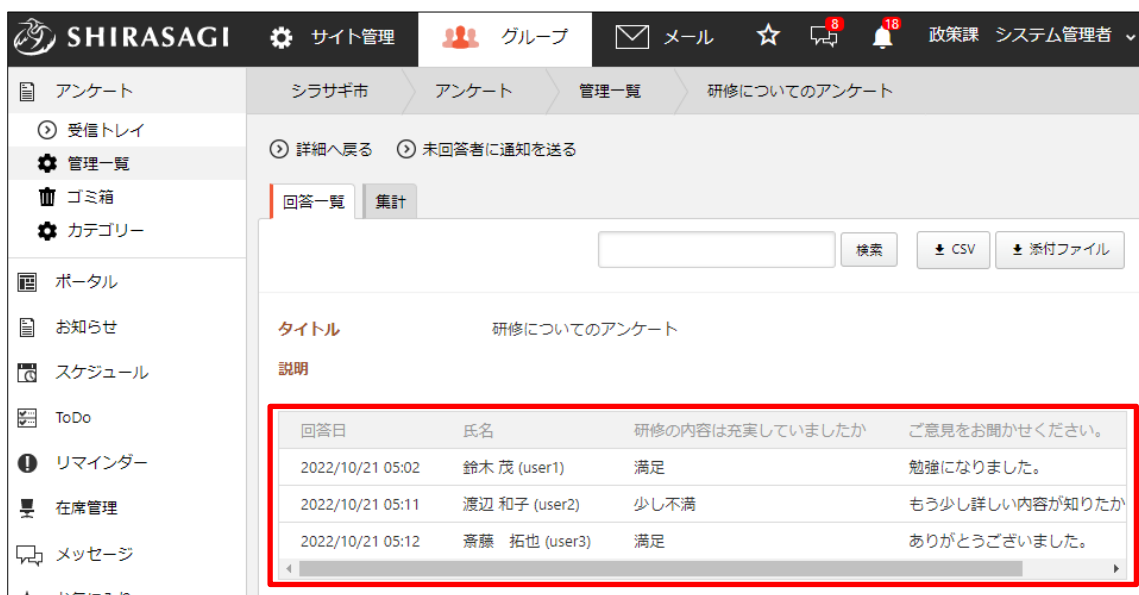 SHIRASAGI サイト管理 グループ メール 8 18 政策課 システム管理者
アンケート
受信トレイ
管理一覧
ゴミ箱
カテゴリー
ポータル
お知らせ
スケジュール
ToDo
リマインダー
在席管理
メッセージ
シラサギ市 アンケート 管理一覧 研修についてのアンケート
詳細へ戻る 未回答者に通知を送る
回答一覧 集計
検索 CSV 添付ファイル
タイトル 研修についてのアンケート
説明
回答日 氏名 研修の内容は充実していましたか ご意見をお聞かせください。
2022/10/21 05:02 鈴木 茂 (user1) 満足 勉強になりました。
2022/10/21 05:11 渡辺 和子 (user2) 少し不満 もう少し詳しい内容が知りたか
2022/10/21 05:12 斎藤　拓也 (user3) 満足 ありがとうございました。